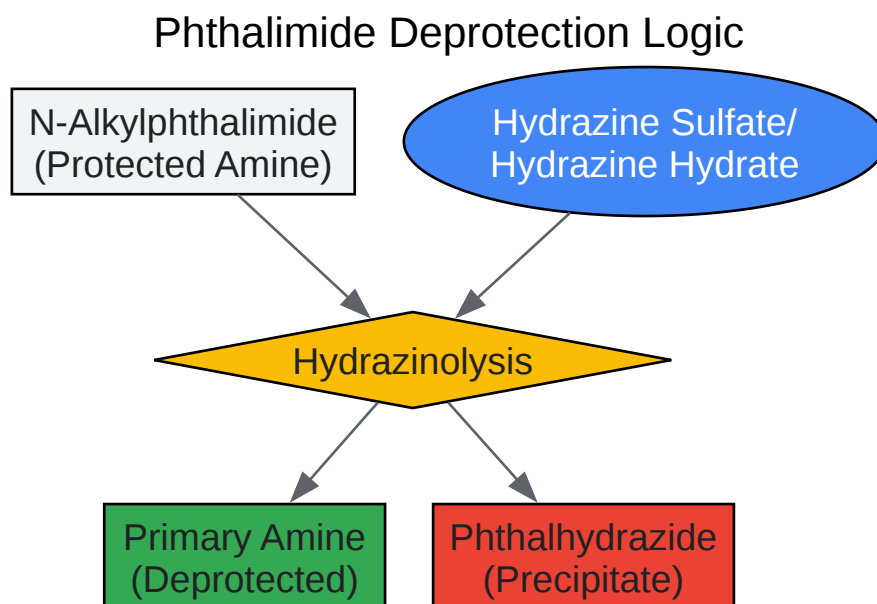 Phthalimide Deprotection Logic
N-Alkylphthalimide
(Protected Amine)
Hydrazine Sulfate/
Hydrazine Hydrate
Hydrazinolysis
Primary Amine
(Deprotected)
Phthalhydrazide
(Precipitate)